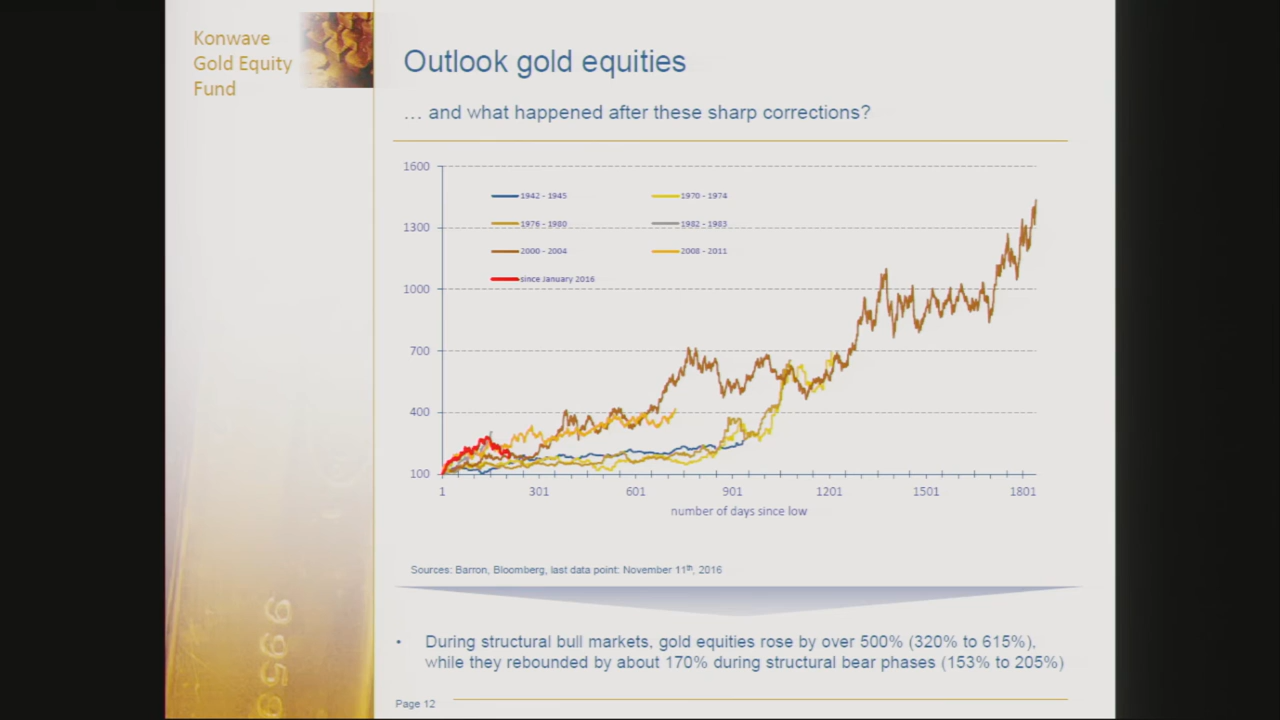 Konwave
Gold Equity
Fund
Outlook gold equities
… and what happened after these sharp corrections?
1600
1300
1000
700
400
100
1942 - 1945
1970 - 1974
1976 - 1980
1982 - 1983
2000 - 2004
2008 - 2011
since January 2016
1 301 601 901 1201 1501 1801
number of days since low
Sources: Barron, Bloomberg, last data point: November 11th, 2016
• During structural bull markets, gold equities rose by over 500% (320% to 615%),
while they rebounded by about 170% during structural bear phases (153% to 205%)
Page 12